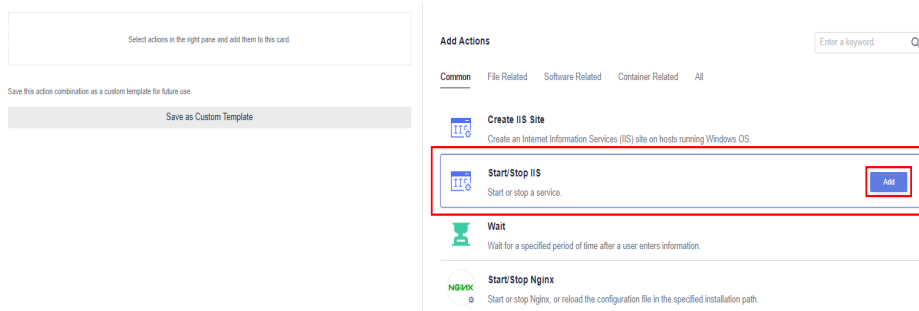 Select actions in the right pane and add them to this card.
Save this action combination as a custom template for future use.
Save as Custom Template
Add Actions
Enter a keyword.
Common File Related Software Related Container Related All
IIS
Create IIS Site
Create an Internet Information Services (IIS) site on hosts running Windows OS.
IIS
Start/Stop IIS
Start or stop a service.
Add
Wait
Wait for a specified period of time after a user enters information.
NGINX
Start/Stop Nginx
Start or stop Nginx, or reload the configuration file in the specified installation path.